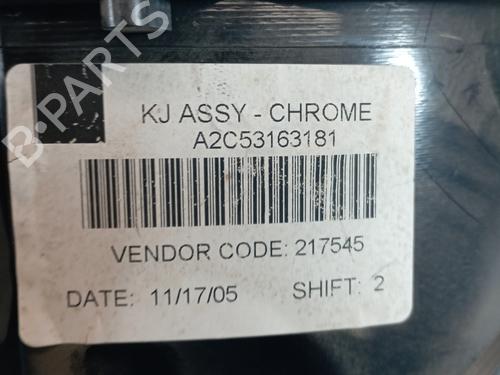 B-PARTS
KJ ASSY - CHROME
A2C53163181
VENDOR CODE: 217545
DATE: 11/17/05 SHIFT: 2